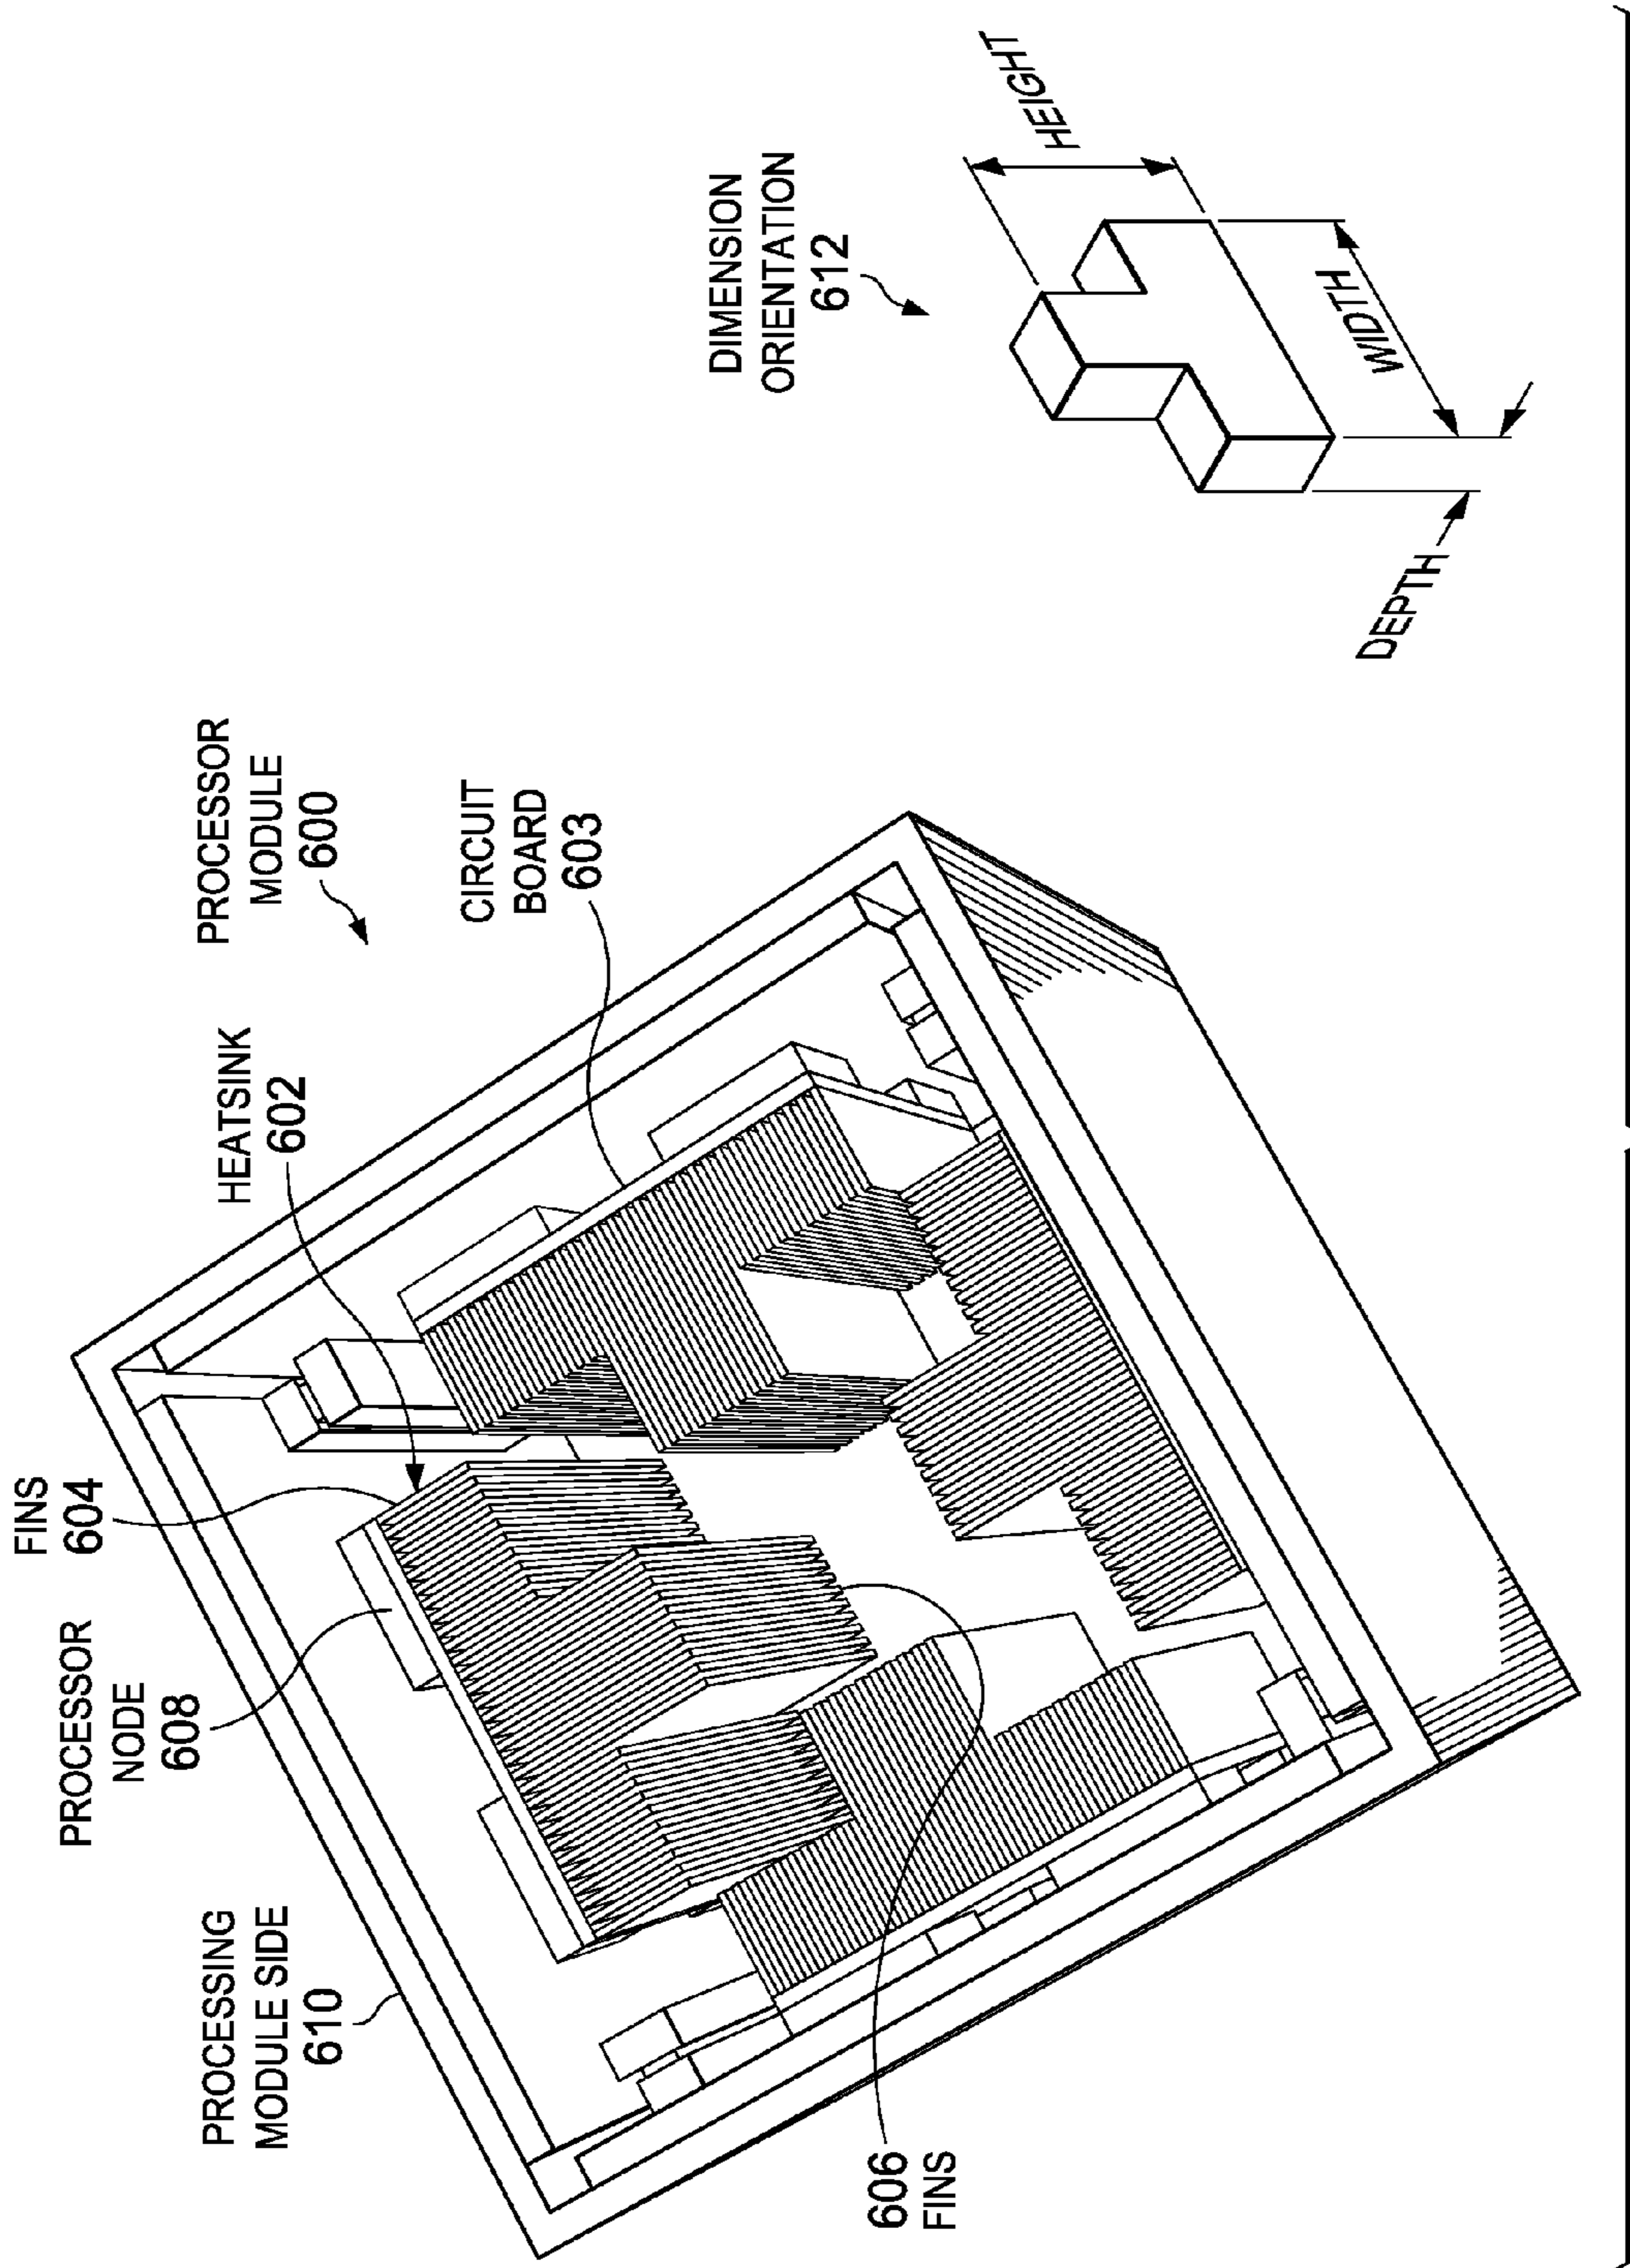 PROCESSING
MODULE SIDE
610
PROCESSOR
NODE
608
FINS
604
HEATSINK
602
PROCESSOR
MODULE
600
CIRCUIT
BOARD
603
606
FINS
DIMENSION
ORIENTATION
612
HEIGHT
WIDTH
DEPTH